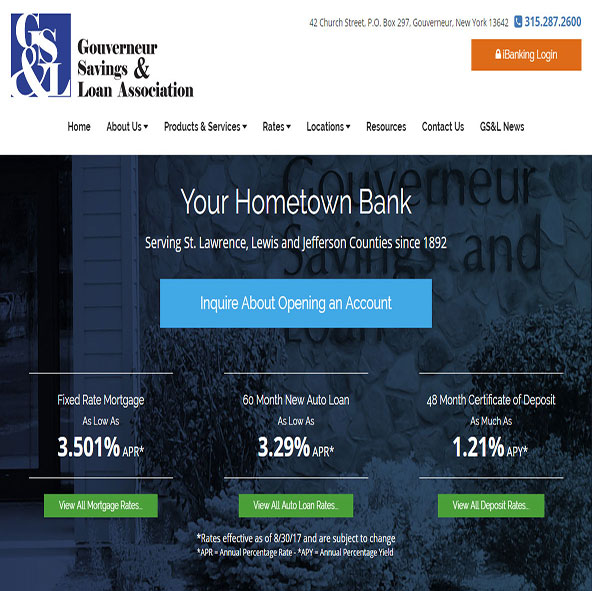 GS&L
Gouverneur
Savings &
Loan Association
42 Church Street, P.O. Box 297, Gouverneur, New York 13642 315.287.2600
iBanking Login
Home About Us Products & Services Rates Locations Resources Contact Us GS&L News
Gouverneur
Savings and
Loan
Your Hometown Bank
Serving St. Lawrence, Lewis and Jefferson Counties since 1892
Inquire About Opening an Account
Fixed Rate Mortgage 60 Month New Auto Loan 48 Month Certificate of Deposit
As Low As As Low As As Much As
3.501% APR* 3.29% APR* 1.21% APY*
View All Mortgage Rates... View All Auto Loan Rates... View All Deposit Rates...
*Rates effective as of 8/30/17 and are subject to change
*APR = Annual Percentage Rate - *APY = Annual Percentage Yield